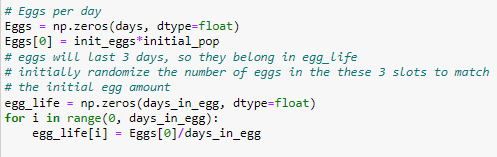 # Eggs per day
Eggs = np.zeros(days, dtype=float)
Eggs[0] = init_eggs*initial_pop
# eggs will last 3 days, so they belong in egg_life
# initially randomize the number of eggs in the these 3 slots to match
# the initial egg amount
egg_life = np.zeros(days_in_egg, dtype=float)
for i in range(0, days_in_egg):
    egg_life[i] = Eggs[0]/days_in_egg